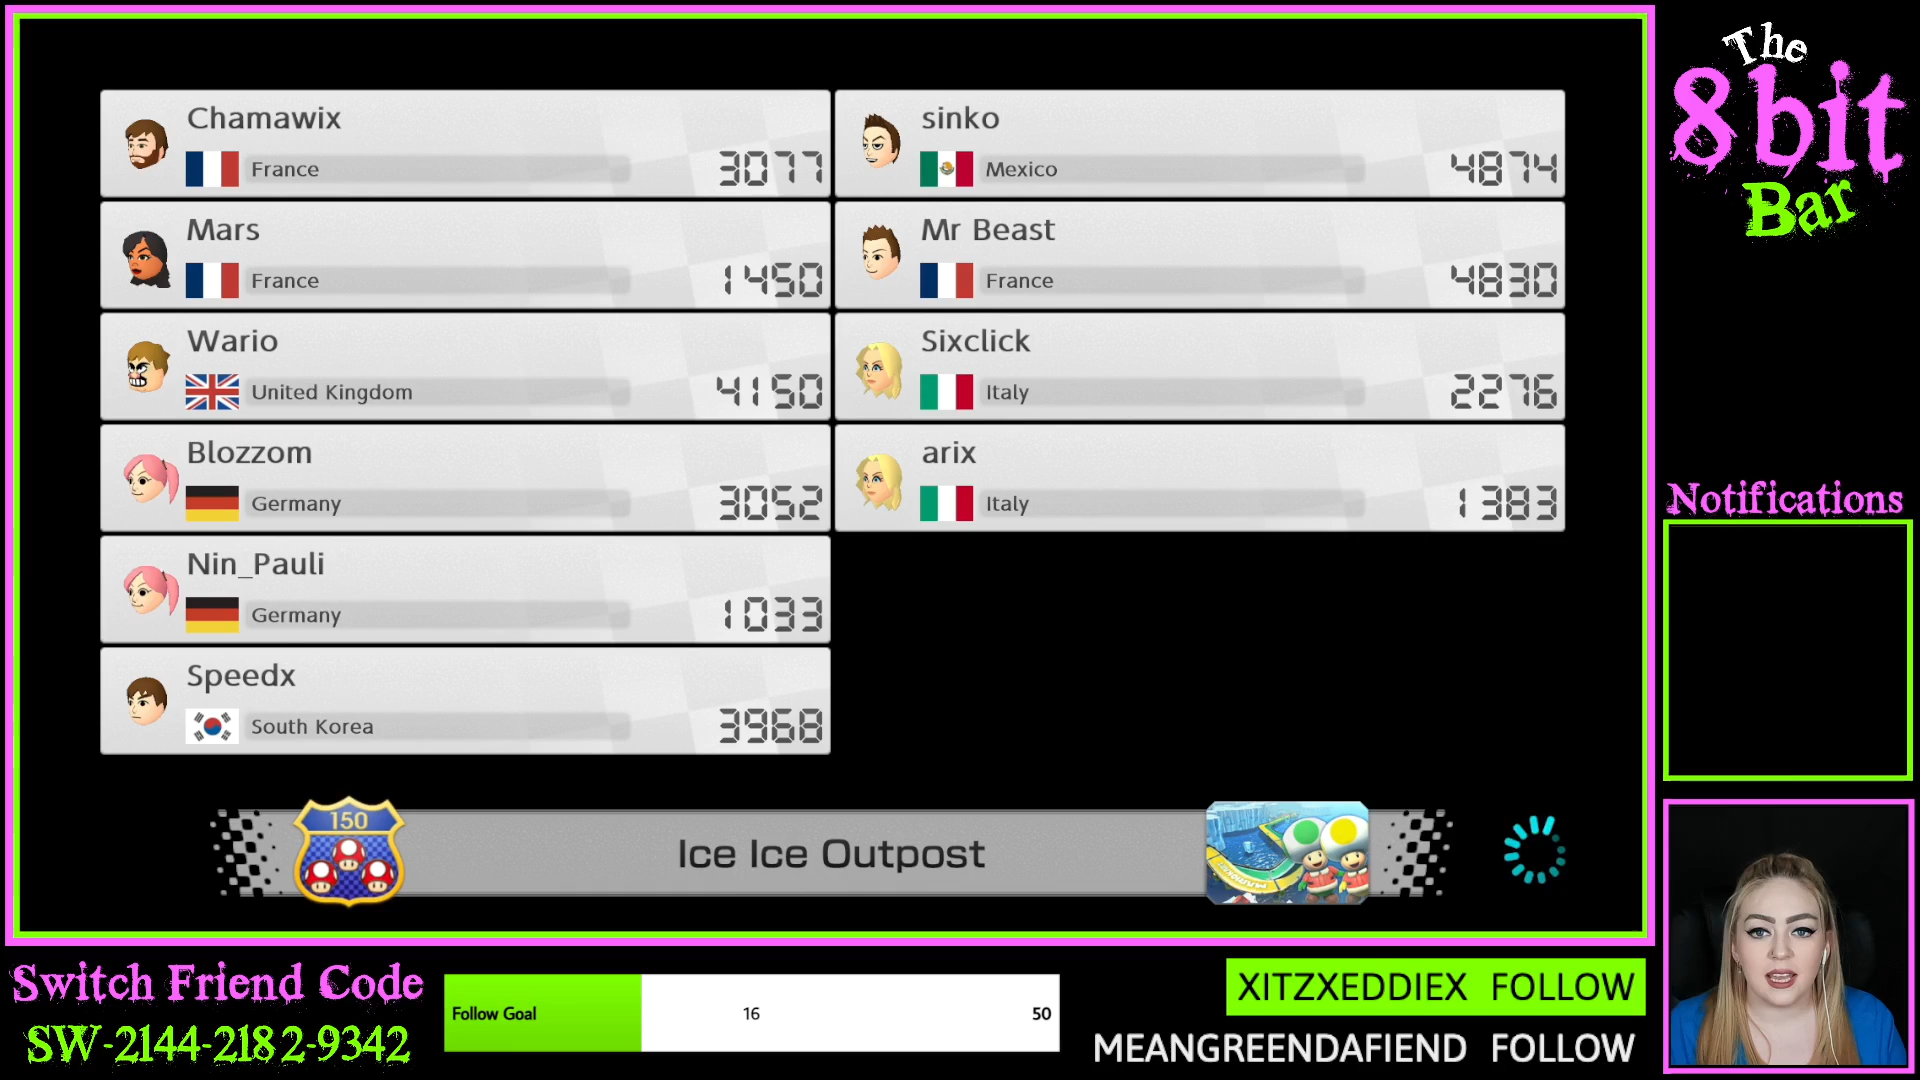 Chamawix
France
3077
Mars
France
1450
Wario
United Kingdom
4150
Blozzom
Germany
3052
Nin_Pauli
Germany
1033
Speedx
South Korea
3968
sinko
Mexico
4874
Mr Beast
France
4830
Sixclick
Italy
2276
arix
Italy
1383
150
Ice Ice Outpost
The
8bit
Bar
Notifications
Switch Friend Code
SW-2144-2182-9342
Follow Goal 16 50
XITZXEDDIEX FOLLOW
MEANGREENDAFIEND FOLLOW